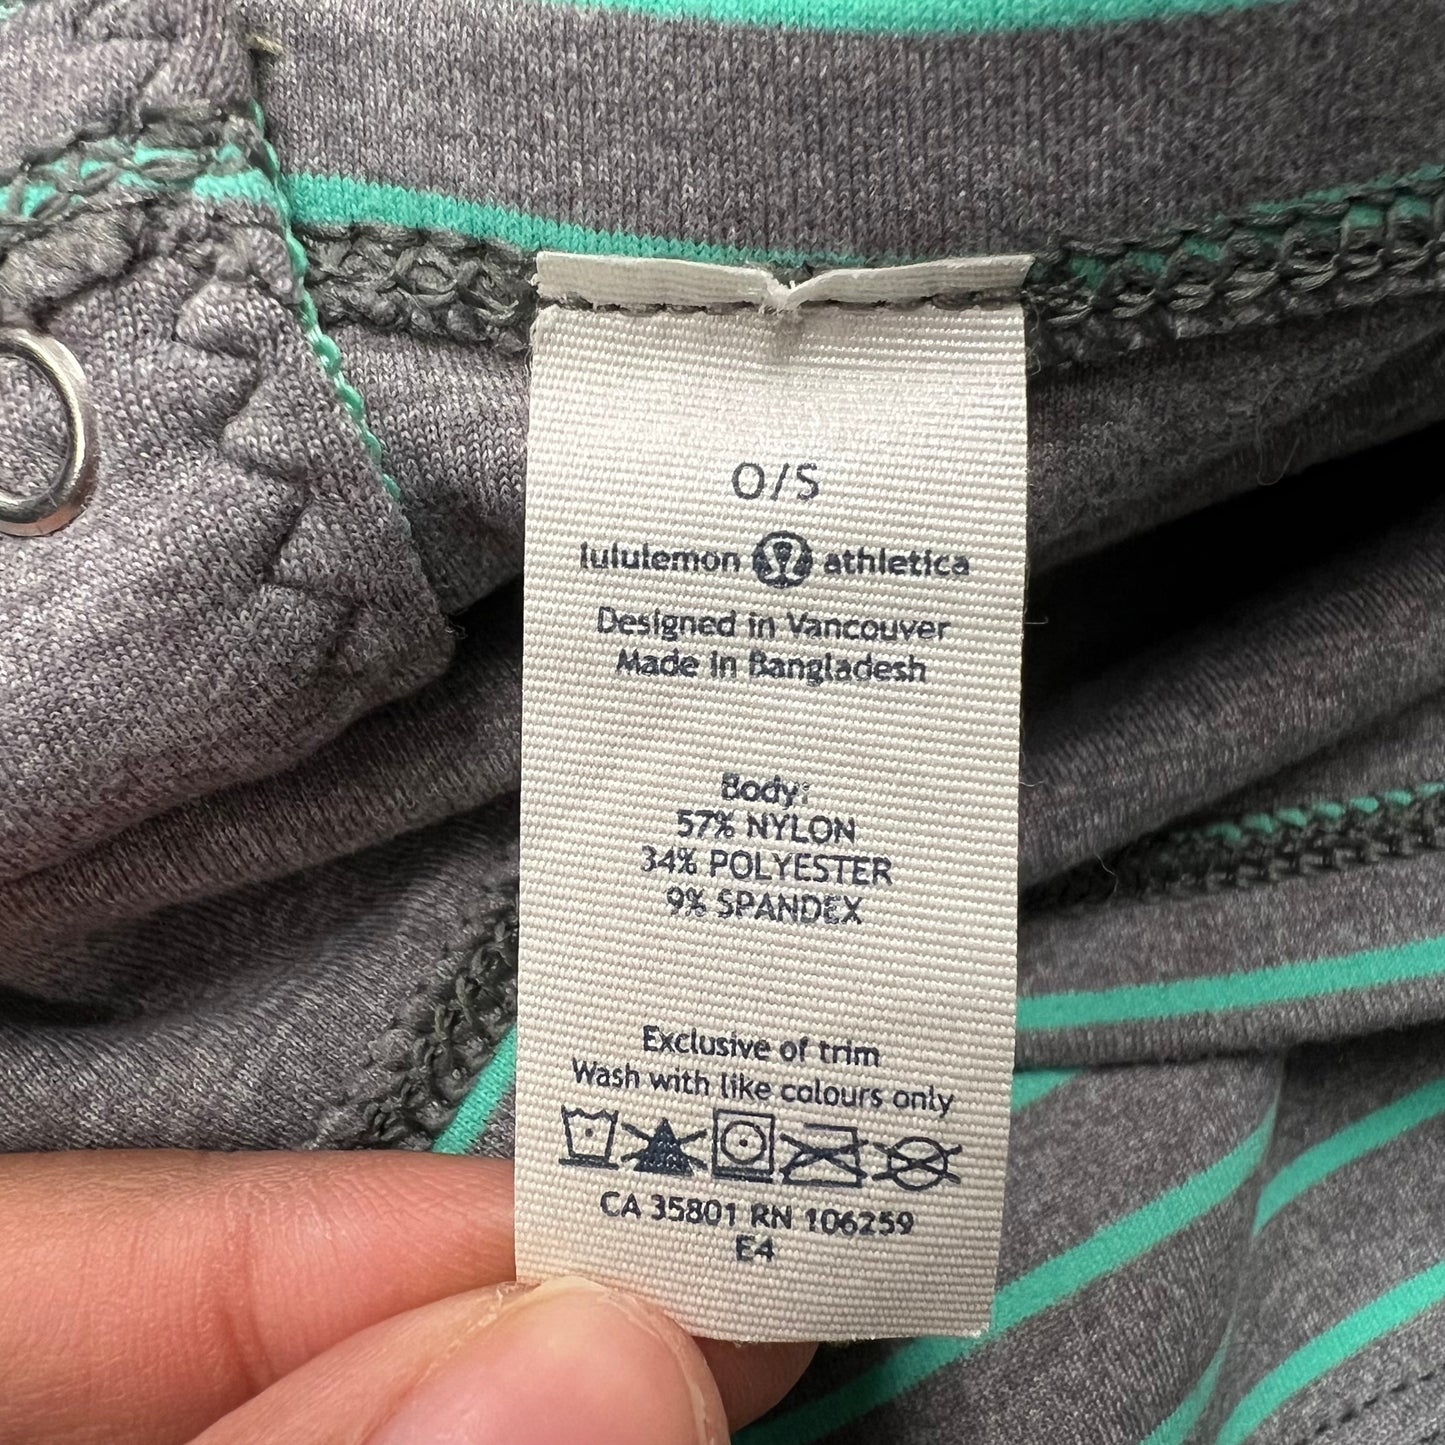 O/S
lululemon athletica
Designed in Vancouver
Made in Bangladesh
Body:
57% NYLON
34% POLYESTER
9% SPANDEX
Exclusive of trim
Wash with like colours only
CA 35801 RN 106259
E4